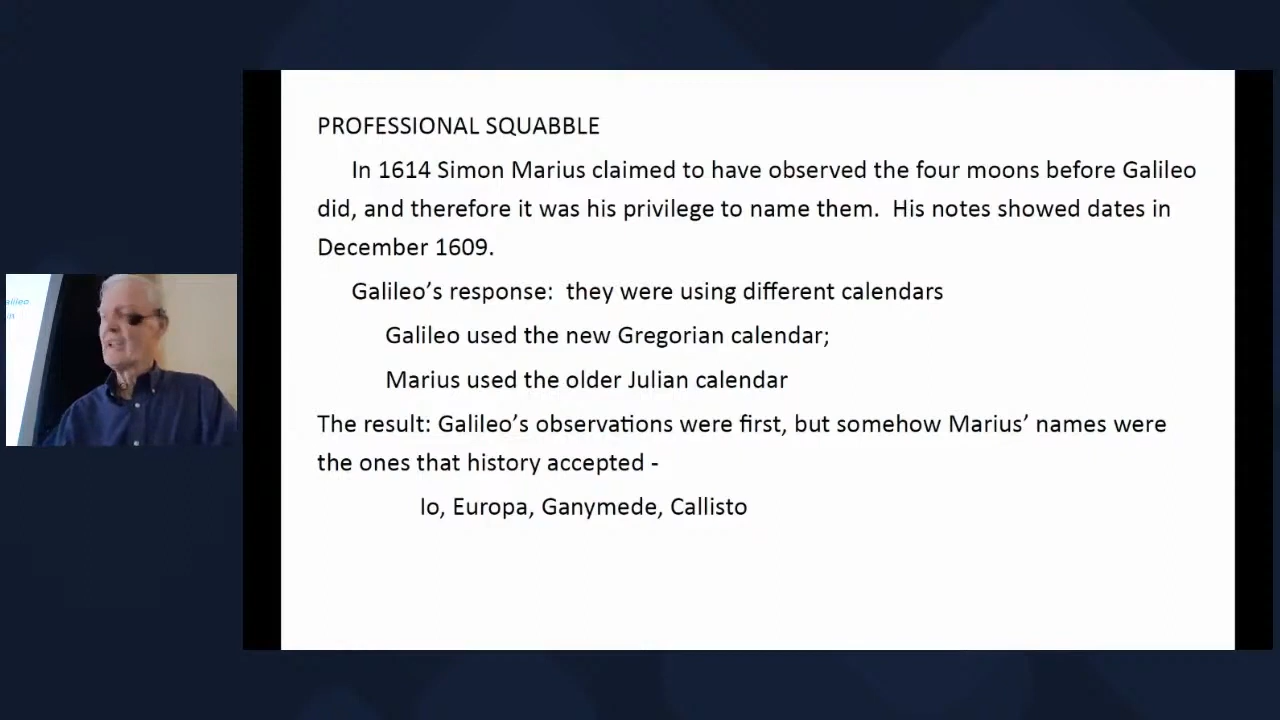 PROFESSIONAL SQUABBLE
In 1614 Simon Marius claimed to have observed the four moons before Galileo
did, and therefore it was his privilege to name them.  His notes showed dates in
December 1609.
Galileo’s response:  they were using different calendars
Galileo used the new Gregorian calendar;
Marius used the older Julian calendar
The result: Galileo’s observations were first, but somehow Marius’ names were
the ones that history accepted -
Io, Europa, Ganymede, Callisto
alileo
in